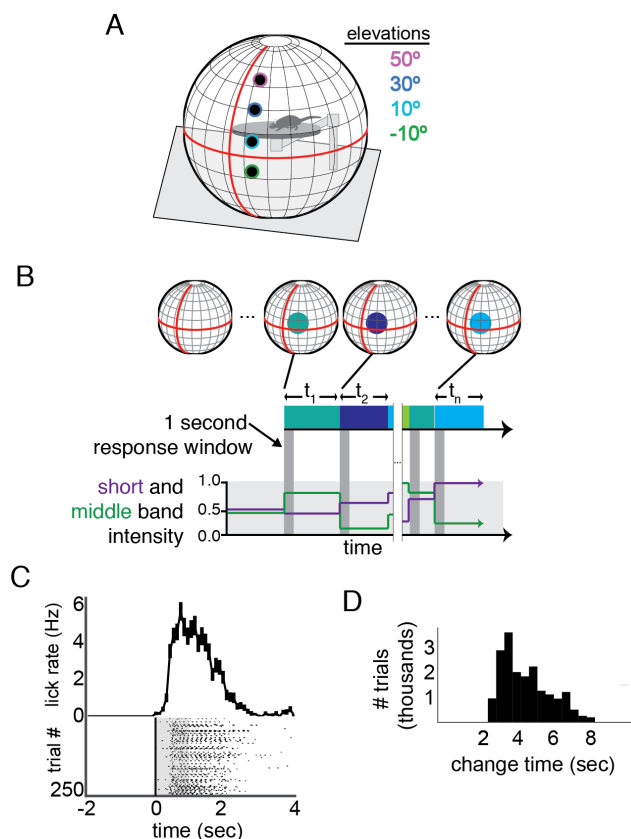 A
elevations
50º
30º
10º
-10º
B
...
...
t1
t2
tn
1 second
response window
...
short and
middle band
intensity
1.0
0.5
0.0
time
C
lick rate (Hz)
6
4
2
0
trial #
250
-2
0
2
4
time (sec)
D
# trials
(thousands)
3
2
1
2
4
6
8
change time (sec)